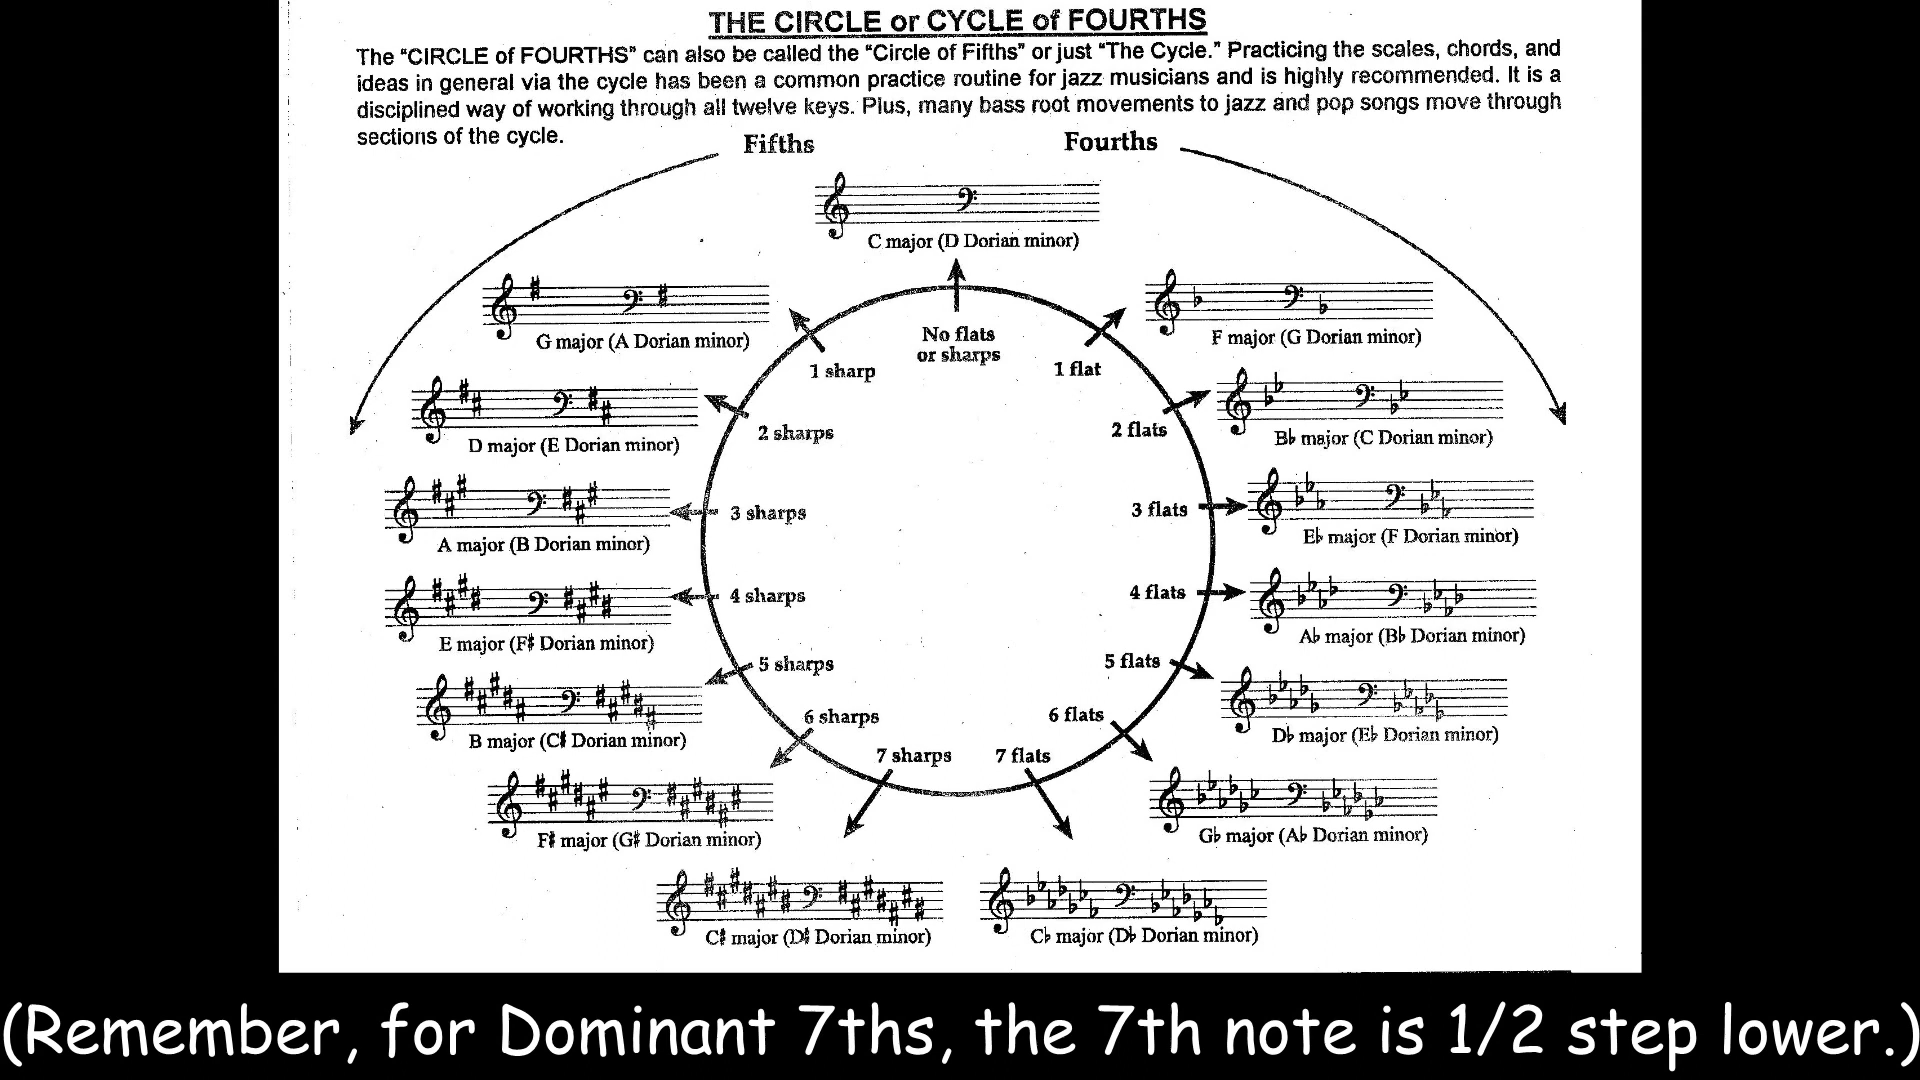 THE CIRCLE or CYCLE of FOURTHS
The “CIRCLE of FOURTHS” can also be called the “Circle of Fifths” or just “The Cycle.” Practicing the scales, chords, and
ideas in general via the cycle has been a common practice routine for jazz musicians and is highly recommended. It is a
disciplined way of working through all twelve keys. Plus, many bass root movements to jazz and pop songs move through
sections of the cycle.
Fifths
Fourths
C major (D Dorian minor)
No flats
or sharps
G major (A Dorian minor)
1 sharp
1 flat
F major (G Dorian minor)
D major (E Dorian minor)
2 sharps
2 flats
B♭ major (C Dorian minor)
A major (B Dorian minor)
3 sharps
3 flats
E♭ major (F Dorian minor)
E major (F♯ Dorian minor)
4 sharps
4 flats
A♭ major (B♭ Dorian minor)
B major (C♯ Dorian minor)
5 sharps
5 flats
D♭ major (E♭ Dorian minor)
F♯ major (G♯ Dorian minor)
6 sharps
6 flats
G♭ major (A♭ Dorian minor)
7 sharps
7 flats
C♯ major (D♯ Dorian minor)
C♭ major (D♭ Dorian minor)
(Remember, for Dominant 7ths, the 7th note is 1/2 step lower.)